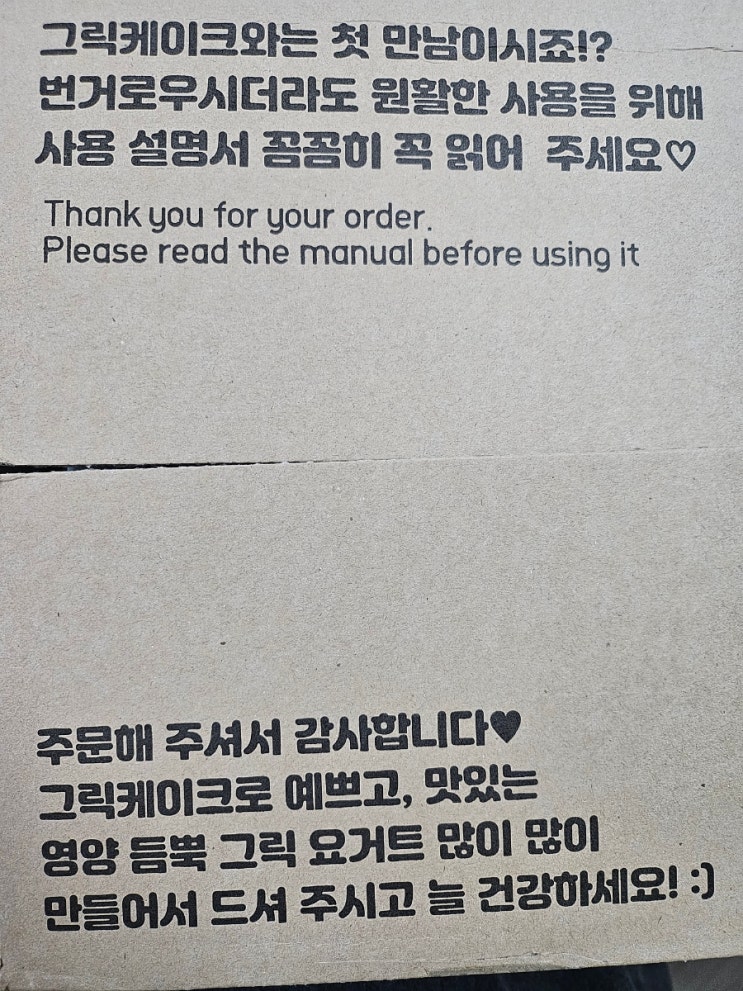 그릭케이크와는 첫 만남이시죠!?
번거로우시더라도 원활한 사용을 위해
사용 설명서 꼼꼼히 꼭 읽어 주세요♡
Thank you for your order.
Please read the manual before using it
주문해 주셔서 감사합니다♥
그릭케이크로 예쁘고, 맛있는
영양 듬뿍 그릭 요거트 많이 많이
만들어서 드셔 주시고 늘 건강하세요! :)